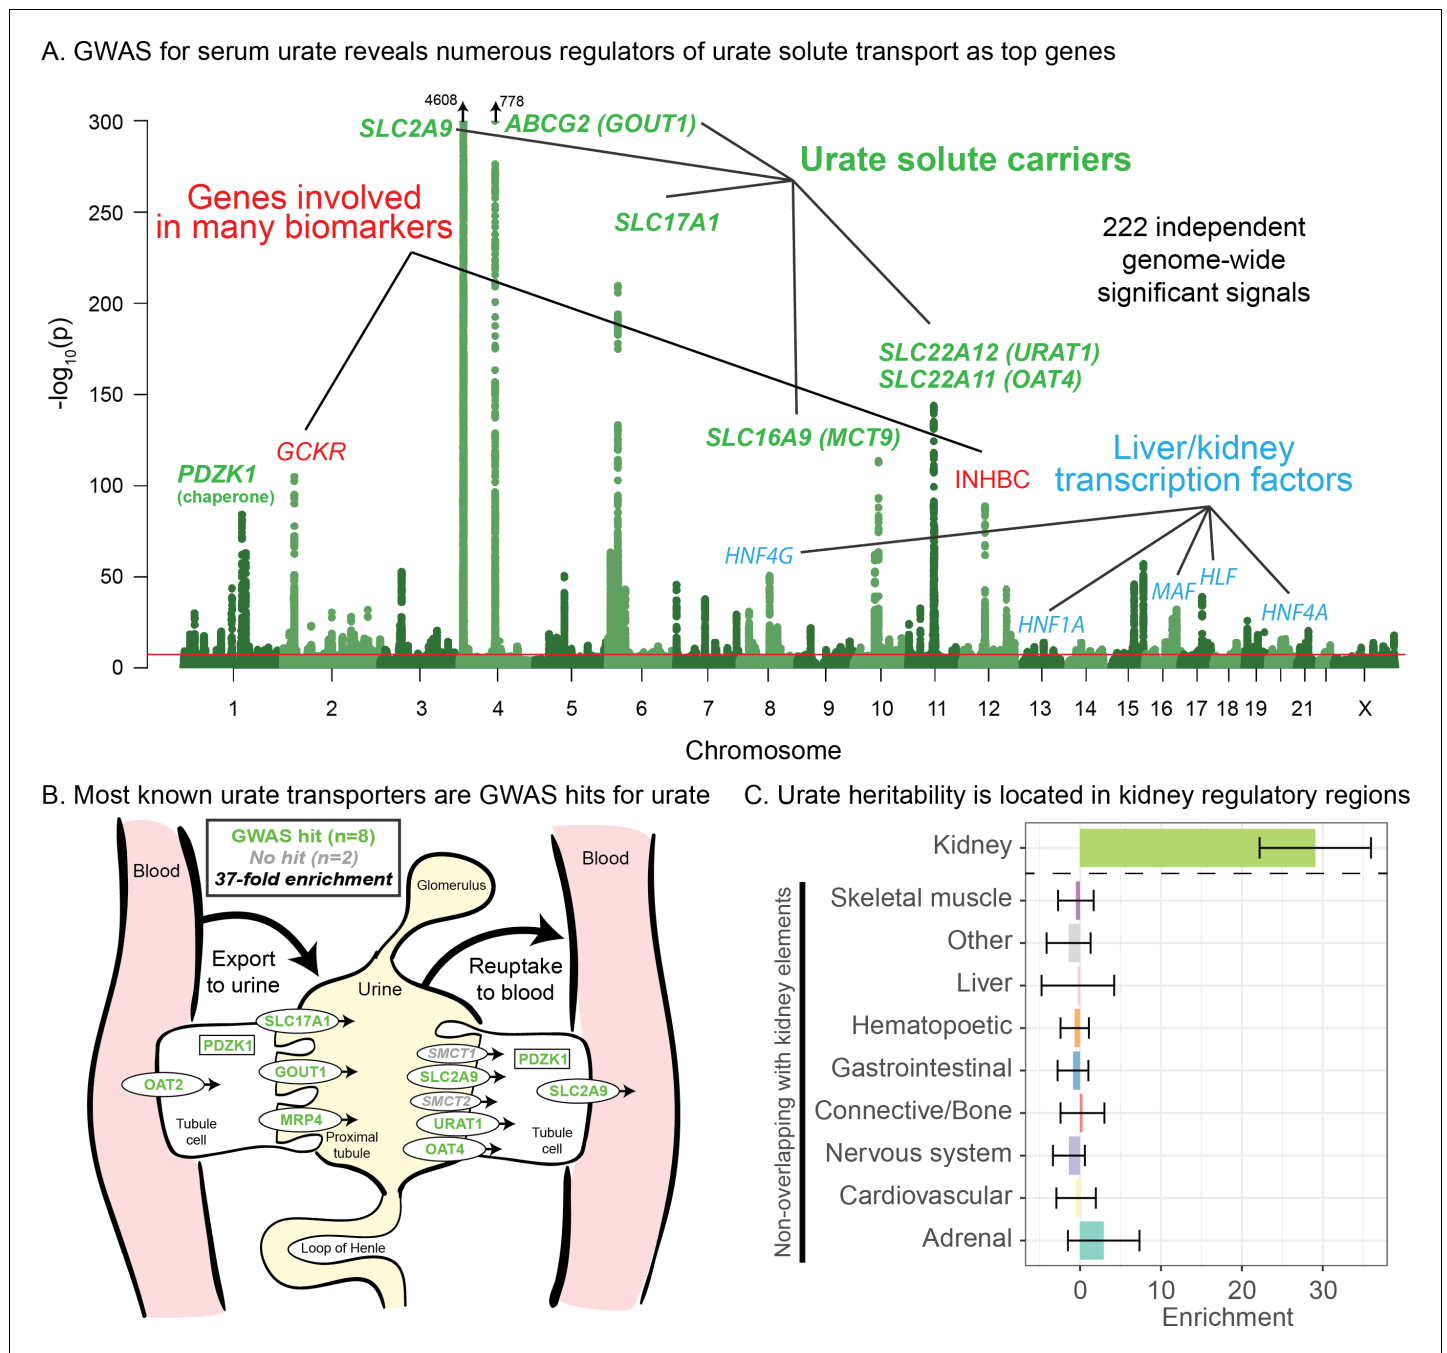 A. GWAS for serum urate reveals numerous regulators of urate solute transport as top genes
4608
778
300
250
200
150
100
50
0
-log10(p)
SLC2A9
ABCG2 (GOUT1)
Urate solute carriers
Genes involved
in many biomarkers
SLC17A1
222 independent
genome-wide
significant signals
SLC22A12 (URAT1)
SLC22A11 (OAT4)
SLC16A9 (MCT9)
GCKR
PDZK1
(chaperone)
INHBC
Liver/kidney
transcription factors
HNF4G
HNF1A
MAF
HLF
HNF4A
1 2 3 4 5 6 7 8 9 10 11 12 13 14 15 16 17 18 19 21 X
Chromosome
B. Most known urate transporters are GWAS hits for urate
GWAS hit (n=8)
No hit (n=2)
37-fold enrichment
Blood
Blood
Glomerulus
Export
to urine
Urine
Reuptake
to blood
SLC17A1
PDZK1
GOUT1
OAT2
MRP4
Tubule
cell
Proximal
tubule
SMCT1
SLC2A9
SMCT2
URAT1
OAT4
PDZK1
SLC2A9
Tubule
cell
Loop of Henle
C. Urate heritability is located in kidney regulatory regions
Non-overlapping with kidney elements
Kidney
Skeletal muscle
Other
Liver
Hematopoetic
Gastrointestinal
Connective/Bone
Nervous system
Cardiovascular
Adrenal
0 10 20 30
Enrichment